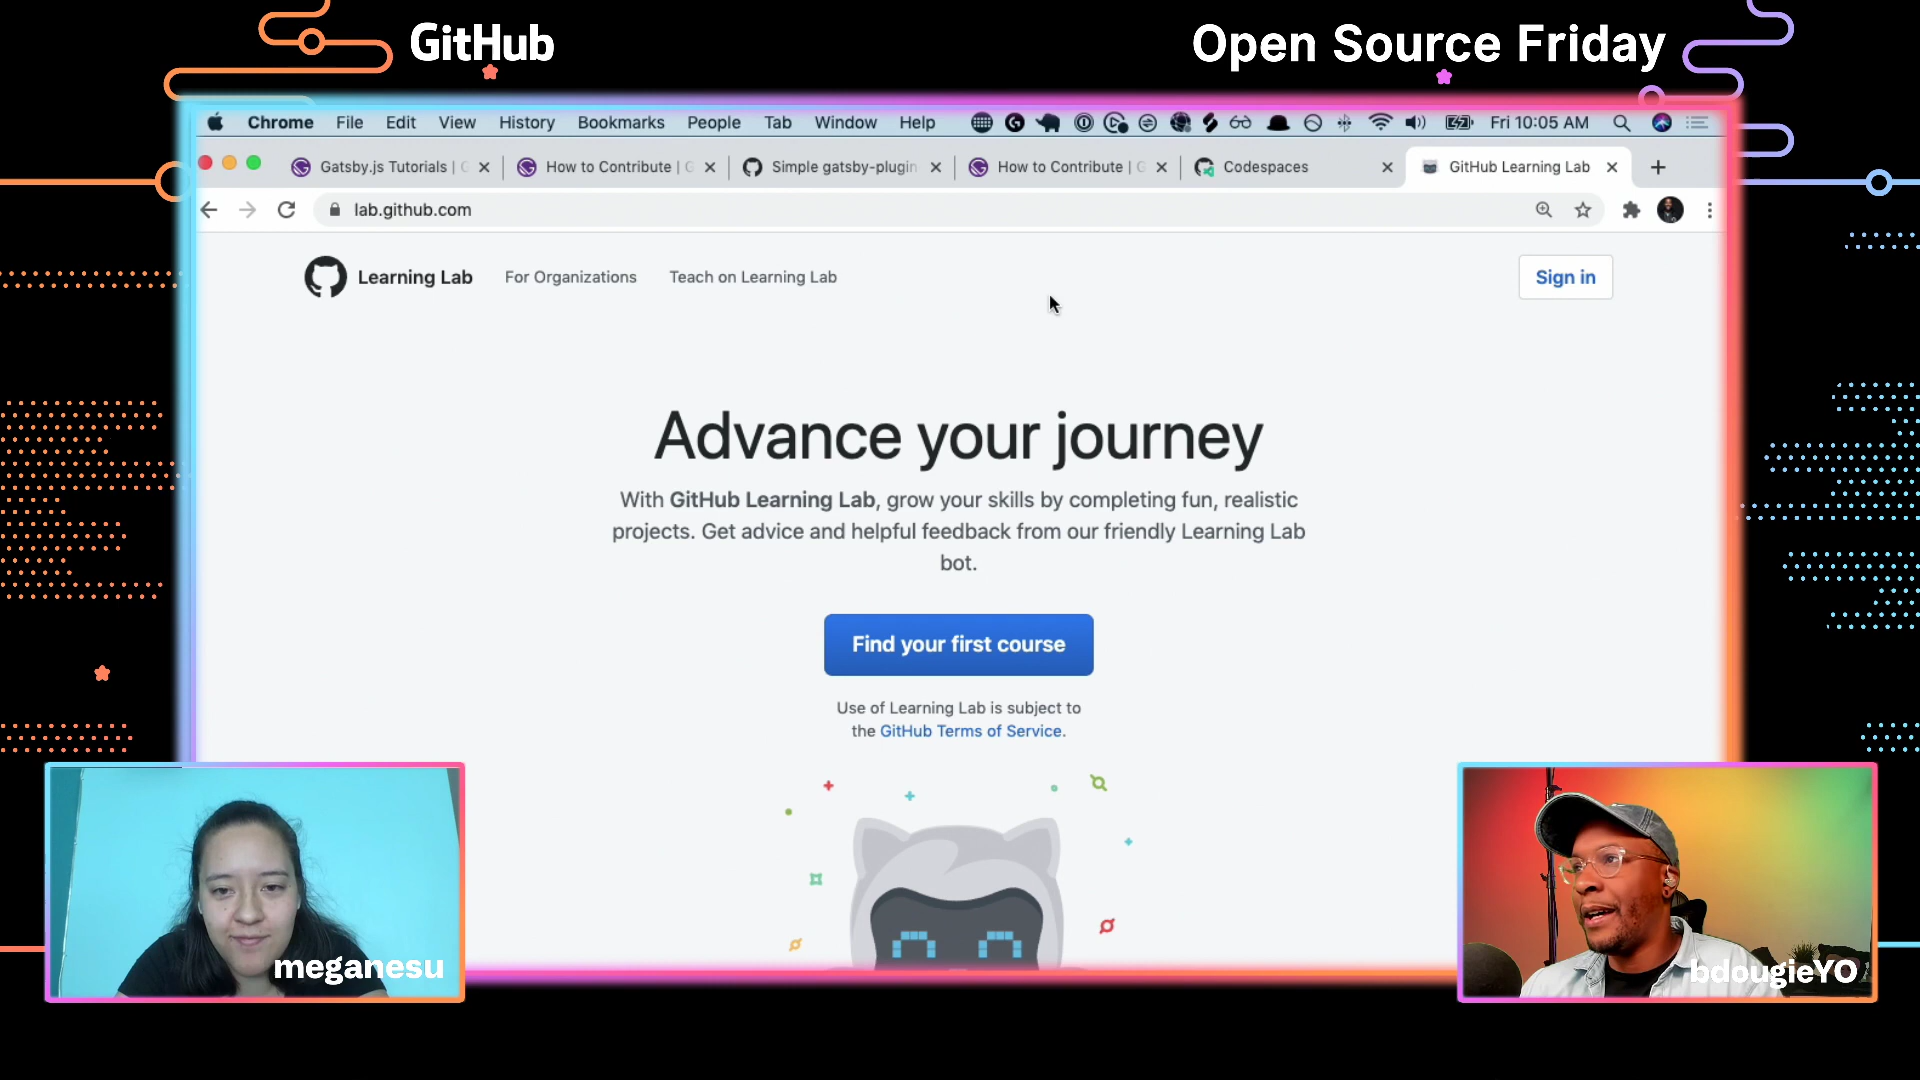 GitHub
Open Source Friday
Chrome File Edit View History Bookmarks People Tab Window Help Fri 10:05 AM
Gatsby.js Tutorials | G How to Contribute | G Simple gatsby-plugin How to Contribute | G Codespaces GitHub Learning Lab
lab.github.com
Learning Lab For Organizations Teach on Learning Lab Sign in
Advance your journey
With GitHub Learning Lab, grow your skills by completing fun, realistic
projects. Get advice and helpful feedback from our friendly Learning Lab
bot.
Find your first course
Use of Learning Lab is subject to
the GitHub Terms of Service.
meganesu
bdougieYO